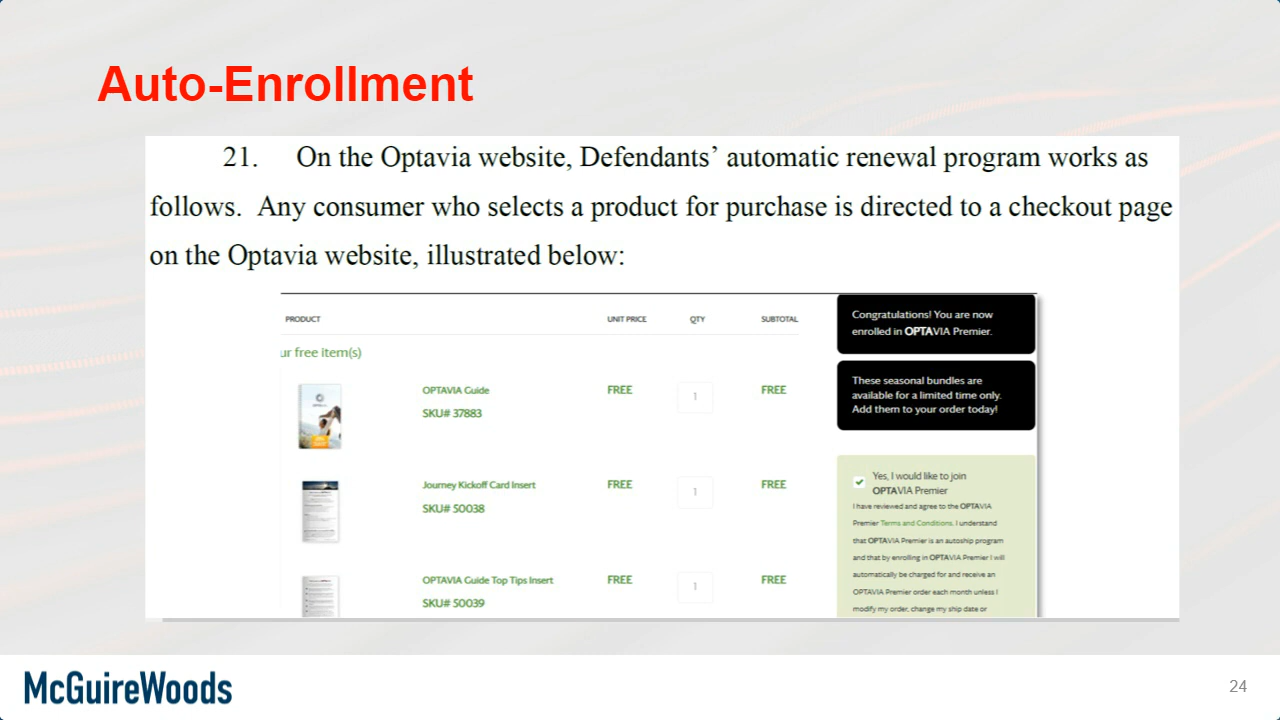 Auto-Enrollment
21. On the Optavia website, Defendants’ automatic renewal program works as
follows. Any consumer who selects a product for purchase is directed to a checkout page
on the Optavia website, illustrated below:
PRODUCT UNIT PRICE QTY SUBTOTAL
ur free item(s)
OPTAVIA Guide FREE 1 FREE
SKU# 37883
Journey Kickoff Card Insert FREE 1 FREE
SKU# 50038
OPTAVIA Guide Top Tips Insert FREE 1 FREE
SKU# 50039
Congratulations! You are now
enrolled in OPTAVIA Premier.
These seasonal bundles are
available for a limited time only.
Add them to your order today!
Yes, I would like to join
OPTAVIA Premier
I have reviewed and agree to the OPTAVIA
Premier Terms and Conditions. I understand
that OPTAVIA Premier is an autoship program
and that by enrolling in OPTAVIA Premier I will
automatically be charged for and receive an
OPTAVIA Premier order each month unless I
modify my order, change my ship date or
McGuireWoods
24